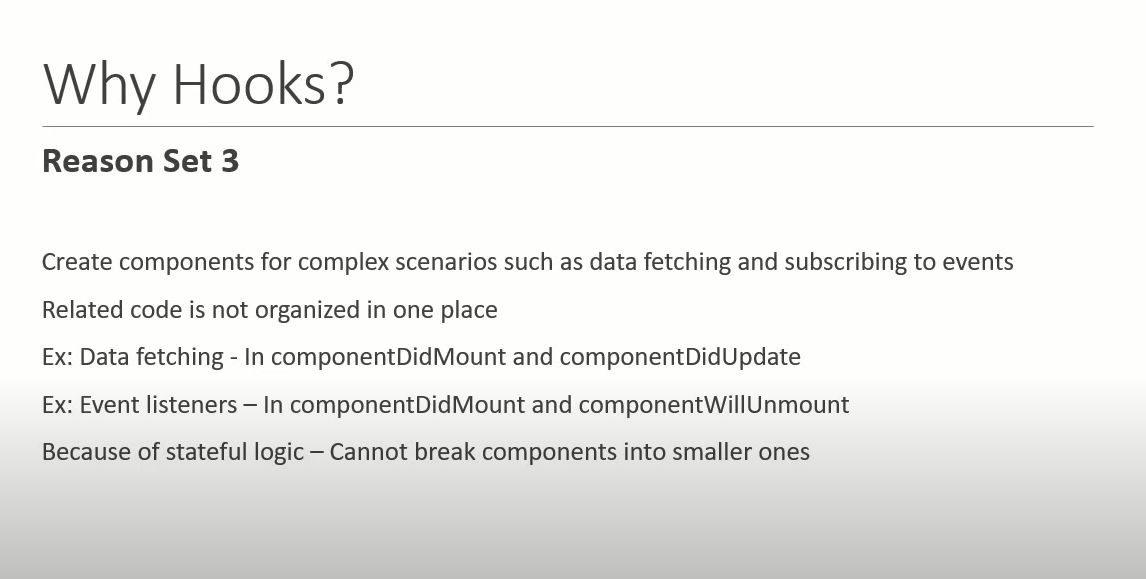 Why Hooks?
Reason Set 3
Create components for complex scenarios such as data fetching and subscribing to events
Related code is not organized in one place
Ex: Data fetching - In componentDidMount and componentDidUpdate
Ex: Event listeners – In componentDidMount and componentWillUnmount
Because of stateful logic – Cannot break components into smaller ones